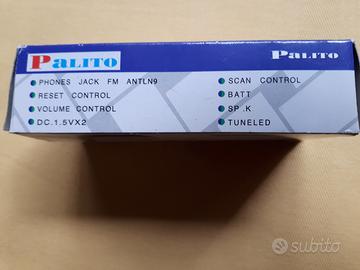 PALITO
PALITO
PHONES JACK FM ANTLN9
RESET CONTROL
VOLUME CONTROL
DC.1.5VX2
SCAN CONTROL
BATT
SP.K
TUNELED
subito